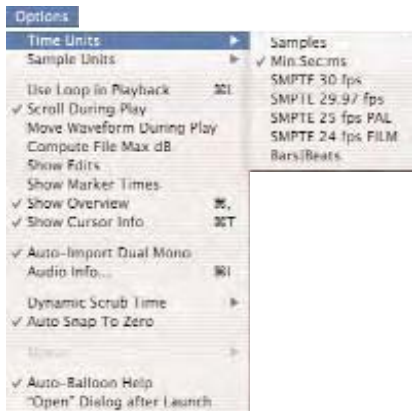 Options
Time Units
Sample Units
Use Loop in Playback
✓ Scroll During Play
Move Waveform During Play
Compute File Max dB
Show Edits
Show Marker Times
✓ Show Overview ⌘,
✓ Show Cursor Info ⌘T
✓ Auto-Import Dual Mono
Audio Info... ⌘I
Dynamic Scrub Time
✓ Auto Snap To Zero
✓ Auto-Balloon Help
"Open" Dialog after Launch
Samples
✓ Min:Sec:ms
SMPTE 30 fps
SMPTE 29.97 fps
SMPTE 25 fps PAL
SMPTE 24 fps FILM
Bars|Beats